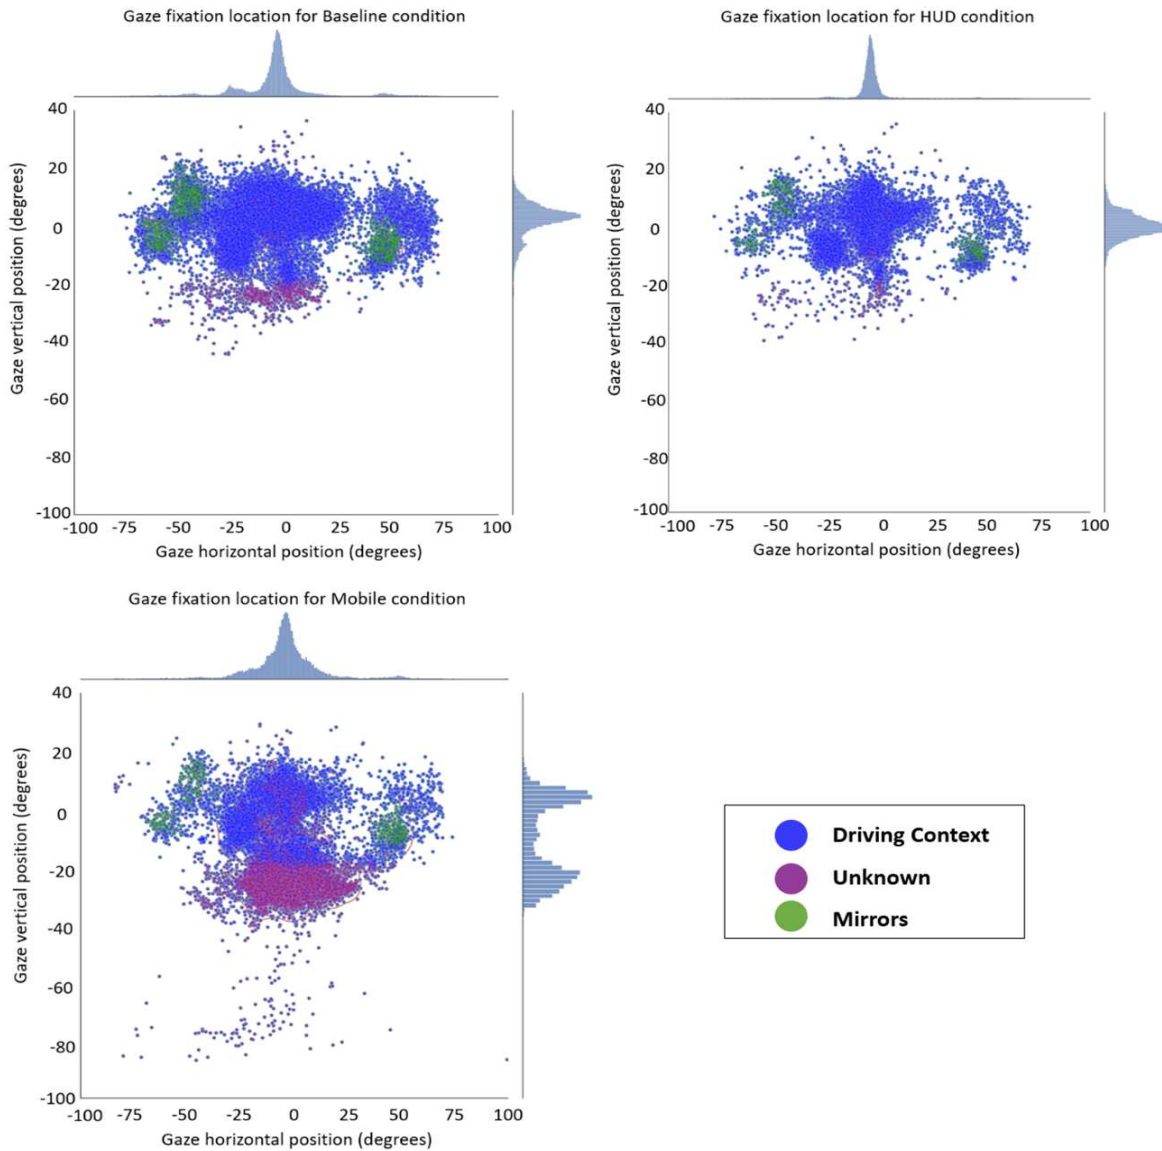 Gaze fixation location for Baseline condition
40
20
0
-20
-40
-60
-80
-100
Gaze vertical position (degrees)
-100 -75 -50 -25 0 25 50 75 100
Gaze horizontal position (degrees)
Gaze fixation location for HUD condition
40
20
0
-20
-40
-60
-80
-100
Gaze vertical position (degrees)
-100 -75 -50 -25 0 25 50 75 100
Gaze horizontal position (degrees)
Gaze fixation location for Mobile condition
40
20
0
-20
-40
-60
-80
-100
Gaze vertical position (degrees)
-100 -75 -50 -25 0 25 50 75 100
Gaze horizontal position (degrees)
Driving Context
Unknown
Mirrors